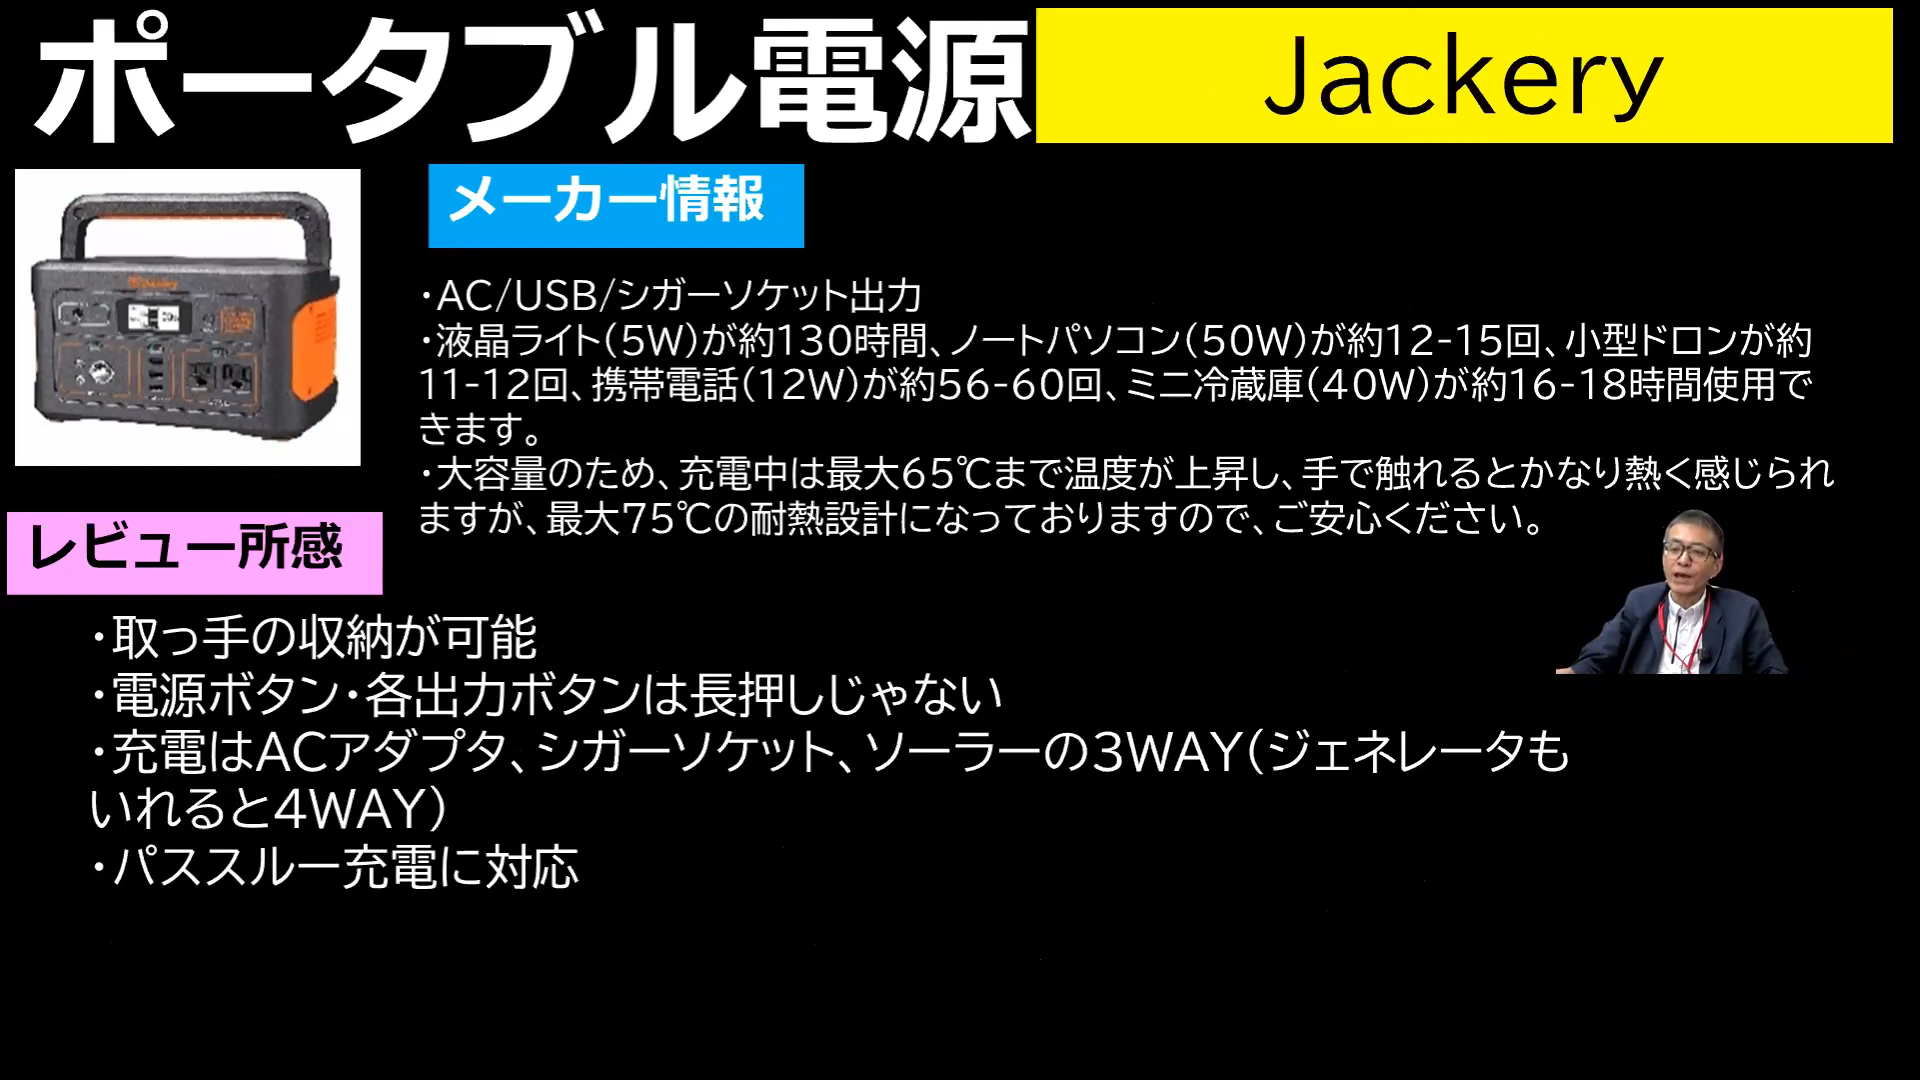 ポータブル電源 Jackery
メーカー情報
・AC/USB/シガーソケット出力
・液晶ライト(5W)が約130時間、ノートパソコン(50W)が約12-15回、小型ドロンが約
11-12回、携帯電話(12W)が約56-60回、ミニ冷蔵庫(40W)が約16-18時間使用で
きます。
・大容量のため、充電中は最大65℃まで温度が上昇し、手で触れるとかなり熱く感じられ
ますが、最大75℃の耐熱設計になっておりますので、ご安心ください。
レビュー所感
・取っ手の収納が可能
・電源ボタン・各出力ボタンは長押しじゃない
・充電はACアダプタ、シガーソケット、ソーラーの3WAY(ジェネレータも
いれると4WAY)
・パススルー充電に対応